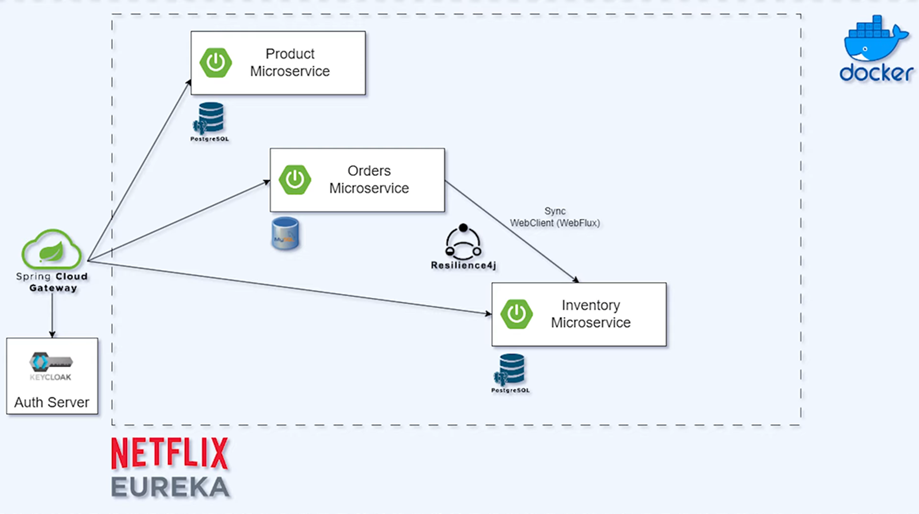 Product
Microservice
docker
PostgreSQL
Orders
Microservice
MySQL
Sync
WebClient (WebFlux)
Resilience4j
Spring Cloud
Gateway
Inventory
Microservice
KEYCLOAK
Auth Server
PostgreSQL
NETFLIX
EUREKA